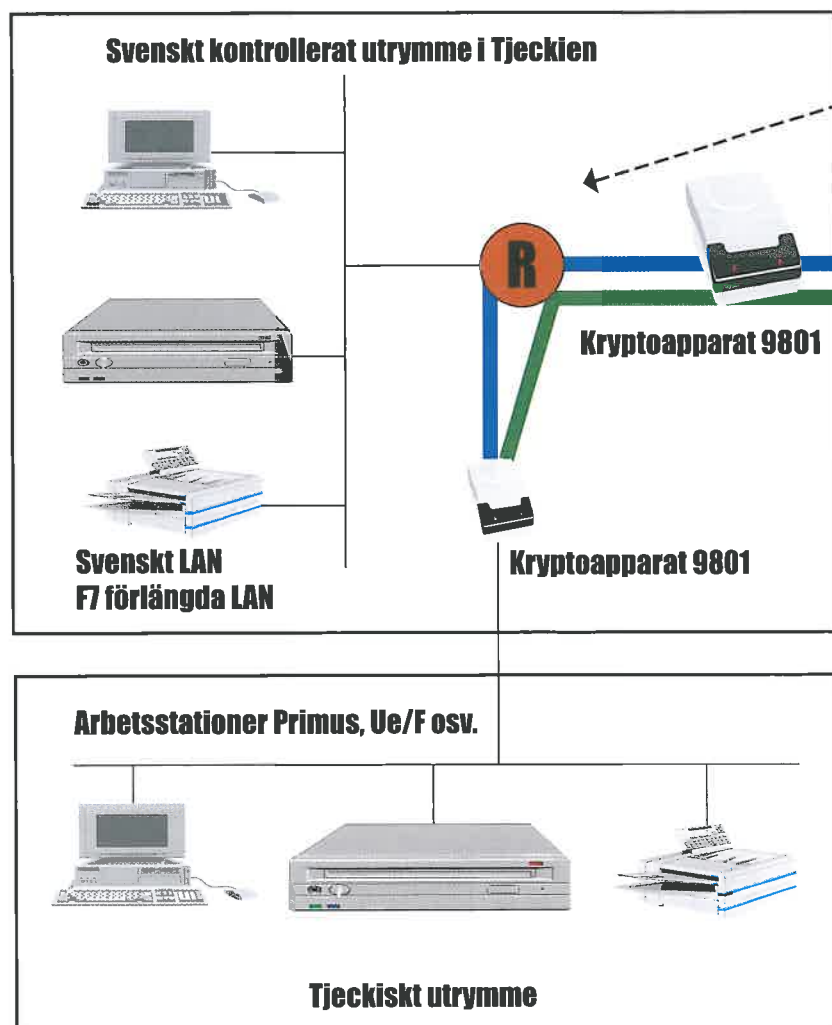 Svenskt kontrollerat utrymme i Tjeckien
R
Kryptoapparat 9801
Kryptoapparat 9801
Svenskt LAN
F7 förlängda LAN
Arbetsstationer Primus, Ue/F osv.
Tjeckiskt utrymme